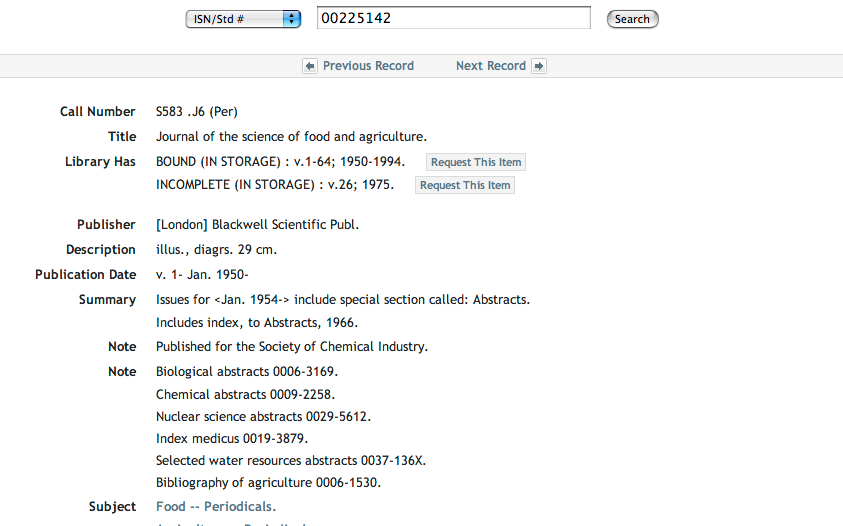 ISN/Std # 00225142 Search
Previous Record Next Record
Call Number S583 .J6 (Per)
Title Journal of the science of food and agriculture.
Library Has BOUND (IN STORAGE) : v.1-64; 1950-1994. Request This Item
INCOMPLETE (IN STORAGE) : v.26; 1975. Request This Item
Publisher [London] Blackwell Scientific Publ.
Description illus., diagrs. 29 cm.
Publication Date v. 1- Jan. 1950-
Summary Issues for <Jan. 1954-> include special section called: Abstracts.
Includes index, to Abstracts, 1966.
Note Published for the Society of Chemical Industry.
Note Biological abstracts 0006-3169.
Chemical abstracts 0009-2258.
Nuclear science abstracts 0029-5612.
Index medicus 0019-3879.
Selected water resources abstracts 0037-136X.
Bibliography of agriculture 0006-1530.
Subject Food -- Periodicals.